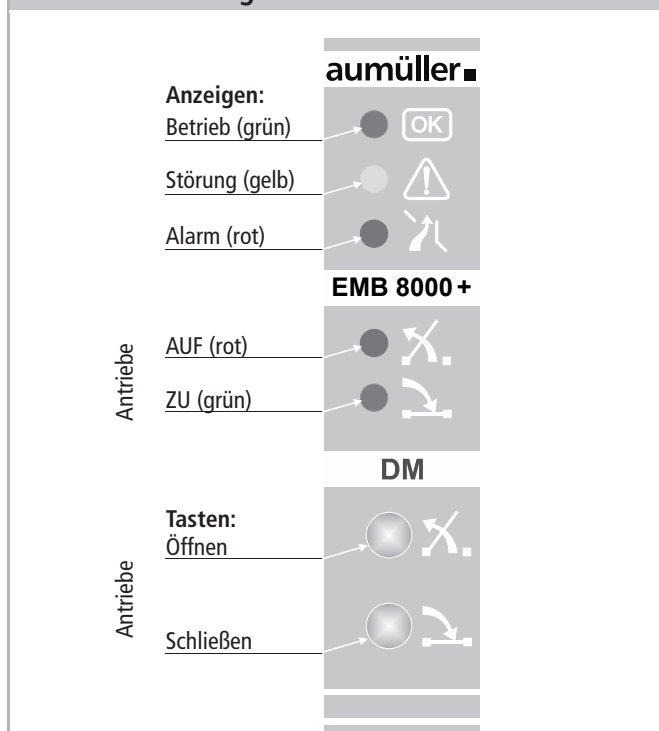 aumüller
Anzeigen:
Betrieb (grün)
OK
Störung (gelb)
Alarm (rot)
EMB 8000+
Antriebe
AUF (rot)
ZU (grün)
DM
Tasten:
Antriebe
Öffnen
Schließen